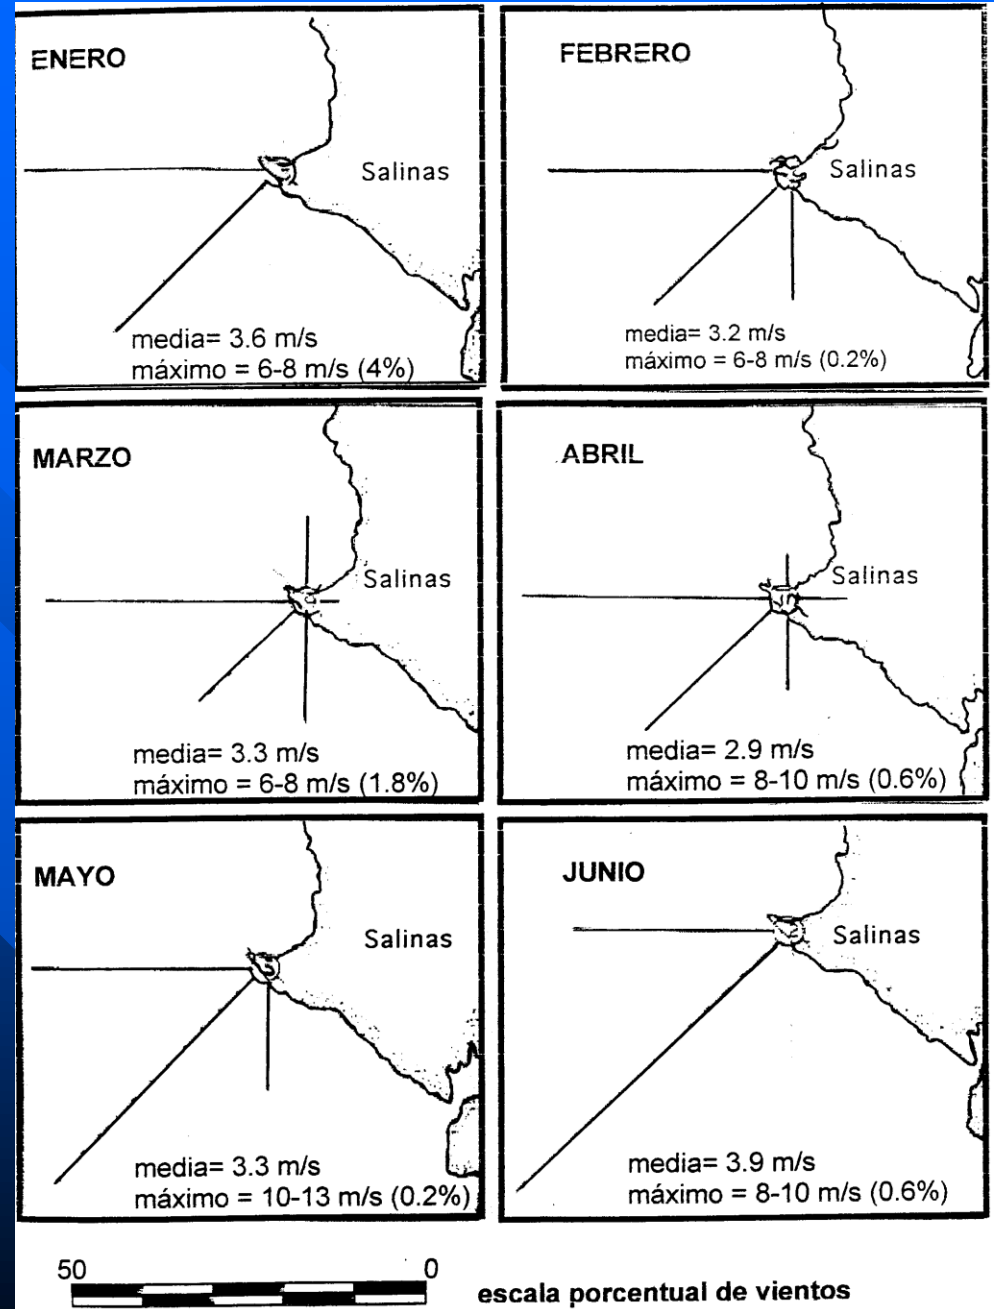 ENERO
Salinas
media= 3.6 m/s
máximo = 6-8 m/s (4%)
FEBRERO
Salinas
media= 3.2 m/s
máximo = 6-8 m/s (0.2%)
MARZO
Salinas
media= 3.3 m/s
máximo = 6-8 m/s (1.8%)
ABRIL
Salinas
media= 2.9 m/s
máximo = 8-10 m/s (0.6%)
MAYO
Salinas
media= 3.3 m/s
máximo = 10-13 m/s (0.2%)
JUNIO
Salinas
media= 3.9 m/s
máximo = 8-10 m/s (0.6%)
50 0
escala porcentual de vientos